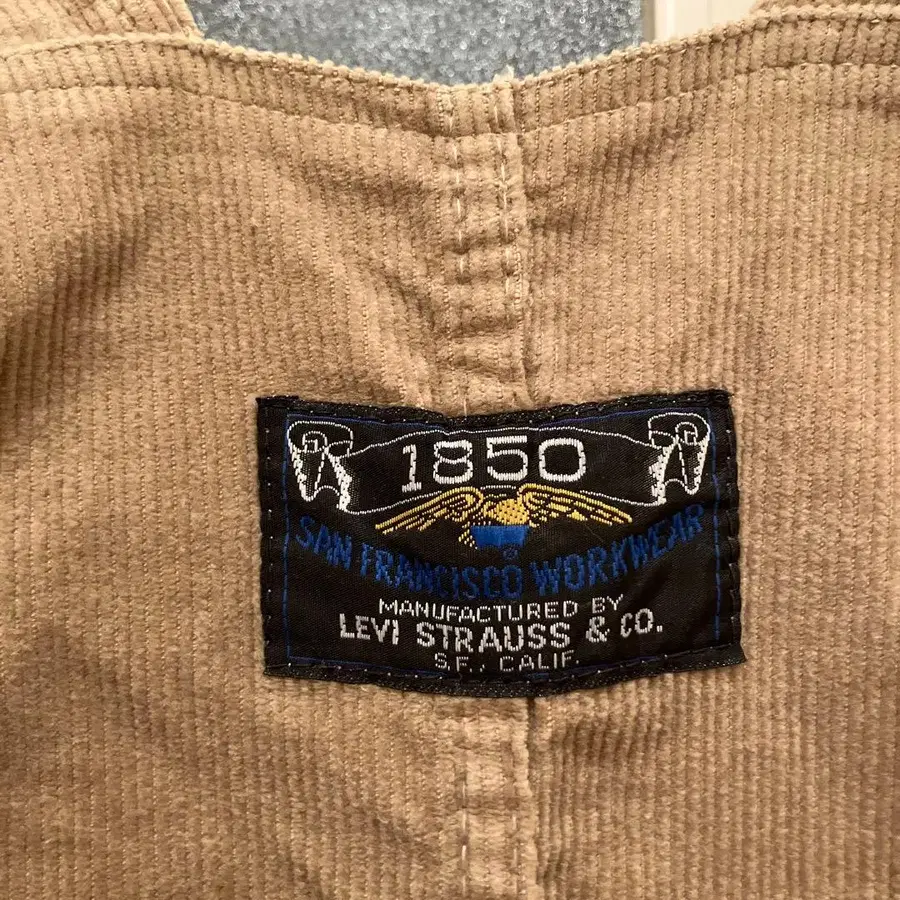 1850
SAN FRANCISCO WORKWEAR
MANUFACTURED BY
LEVI STRAUSS & CO.
S.F., CALIF.